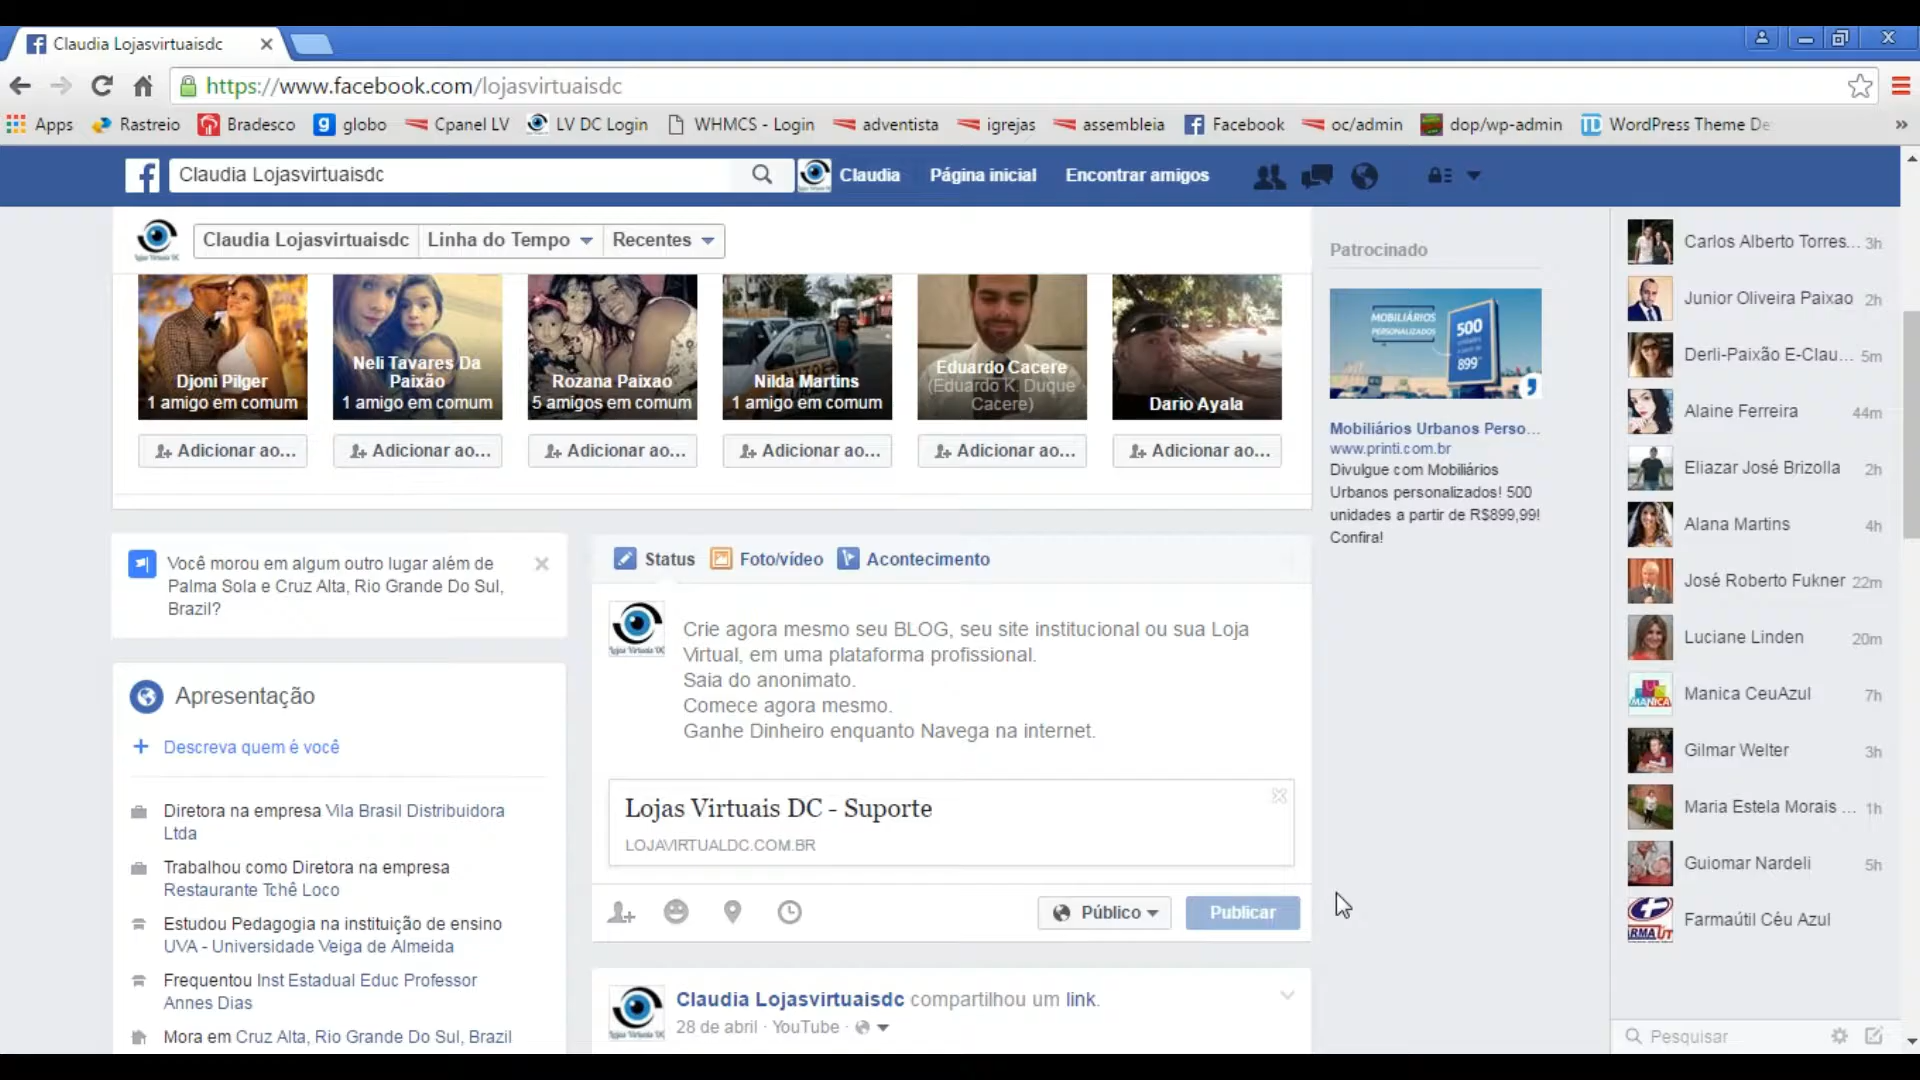 Claudia Lojasvirtuaisdc
https://www.facebook.com/lojasvirtuaisdc
Apps Rastreio Bradesco globo Cpanel LV LV DC Login WHMCS - Login adventista igrejas assembleia Facebook oc/admin dop/wp-admin WordPress Theme De
Claudia Lojasvirtuaisdc
Claudia Página inicial Encontrar amigos
Claudia Lojasvirtuaisdc Linha do Tempo Recentes
Djoni Pilger
1 amigo em comum
Neli Tavares Da
Paixão
1 amigo em comum
Rozana Paixao
5 amigos em comum
Nilda Martins
1 amigo em comum
Eduardo Cacere
(Eduardo K. Duque
Cacere)
Dario Ayala
Adicionar ao... Adicionar ao... Adicionar ao... Adicionar ao... Adicionar ao... Adicionar ao...
Você morou em algum outro lugar além de
Palma Sola e Cruz Alta, Rio Grande Do Sul,
Brazil?
Apresentação
Descreva quem é você
Diretora na empresa Vila Brasil Distribuidora
Ltda
Trabalhou como Diretora na empresa
Restaurante Tchê Loco
Estudou Pedagogia na instituição de ensino
UVA - Universidade Veiga de Almeida
Frequentou Inst Estadual Educ Professor
Annes Dias
Mora em Cruz Alta, Rio Grande Do Sul, Brazil
Status Foto/vídeo Acontecimento
Lojas Virtuais DC
Crie agora mesmo seu BLOG, seu site institucional ou sua Loja
Virtual, em uma plataforma profissional.
Saia do anonimato.
Comece agora mesmo.
Ganhe Dinheiro enquanto Navega na internet.
Lojas Virtuais DC - Suporte
LOJAVIRTUALDC.COM.BR
Público Publicar
Claudia Lojasvirtuaisdc compartilhou um link.
28 de abril · YouTube ·
Patrocinado
MOBILIÁRIOS
PERSONALIZADOS
500
899
Mobiliários Urbanos Perso...
www.printi.com.br
Divulgue com Mobiliários
Urbanos personalizados! 500
unidades a partir de R$899,99!
Confira!
Carlos Alberto Torres... 3h
Junior Oliveira Paixao 2h
Derli-Paixão E-Clau... 5m
Alaine Ferreira 44m
Eliazar José Brizolla 2h
Alana Martins 4h
José Roberto Fukner 22m
Luciane Linden 20m
MANICA
Manica CeuAzul 7h
Gilmar Welter 3h
Maria Estela Morais ... 1h
Guiomar Nardeli 5h
ARMAÚT
Farmaútil Céu Azul
Pesquisar